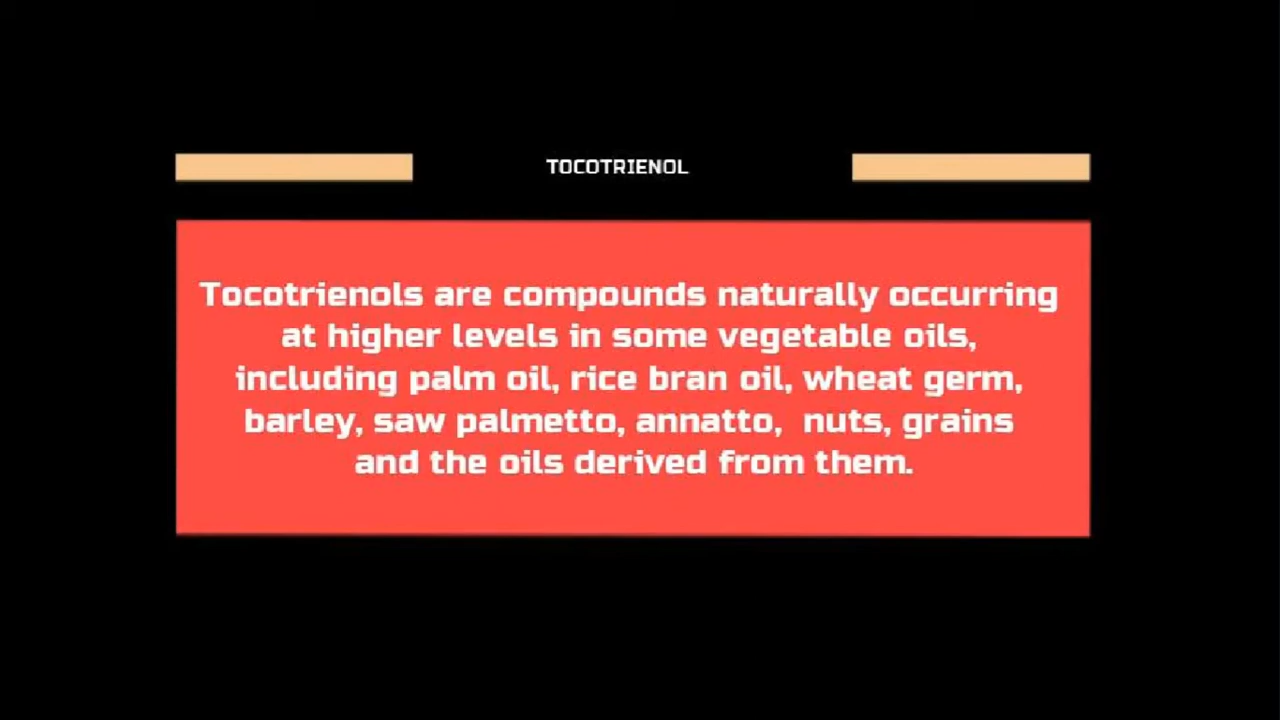 TOCOTRIENOL
Tocotrienols are compounds naturally occurring
at higher levels in some vegetable oils,
including palm oil, rice bran oil, wheat germ,
barley, saw palmetto, annatto,  nuts, grains
and the oils derived from them.